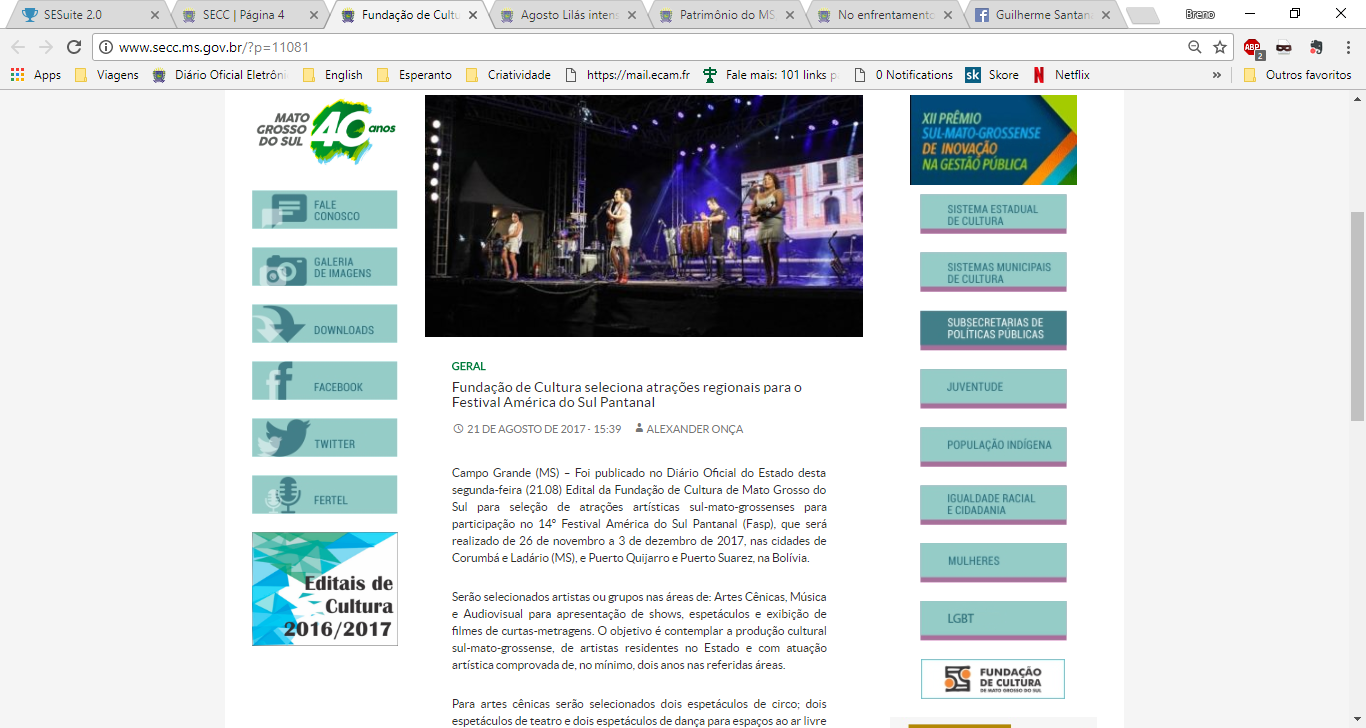 SESuite 2.0
SECC | Página 4
Fundação de Cultu
Agosto Lilás intens
Patrimônio do MS
No enfrentamento
Guilherme Santana
Breno
www.secc.ms.gov.br/?p=11081
ABP
2
Apps
Viagens
Diário Oficial Eletrôni
English
Esperanto
Criatividade
https://mail.ecam.fr
Fale mais: 101 links p
0 Notifications
sk
Skore
N
Netflix
»
Outros favoritos
MATO
GROSSO
DO SUL
40
anos
FALE
CONOSCO
GALERIA
DE IMAGENS
DOWNLOADS
FACEBOOK
TWITTER
FERTEL
Editais de
Cultura
2016/2017
GERAL
Fundação de Cultura seleciona atrações regionais para o
Festival América do Sul Pantanal
21 DE AGOSTO DE 2017 - 15:39
ALEXANDER ONÇA
Campo Grande (MS) – Foi publicado no Diário Oficial do Estado desta
segunda-feira (21.08) Edital da Fundação de Cultura de Mato Grosso do
Sul para seleção de atrações artísticas sul-mato-grossenses para
participação no 14º Festival América do Sul Pantanal (Fasp), que será
realizado de 26 de novembro a 3 de dezembro de 2017, nas cidades de
Corumbá e Ladário (MS), e Puerto Quijarro e Puerto Suarez, na Bolívia.
Serão selecionados artistas ou grupos nas áreas de: Artes Cênicas, Música
e Audiovisual para apresentação de shows, espetáculos e exibição de
filmes de curtas-metragens. O objetivo é contemplar a produção cultural
sul-mato-grossense, de artistas residentes no Estado e com atuação
artística comprovada de, no mínimo, dois anos nas referidas áreas.
Para artes cênicas serão selecionados dois espetáculos de circo; dois
espetáculos de teatro e dois espetáculos de dança para espaços ao ar livre
XII PRÊMIO
SUL-MATO-GROSSENSE
DE INOVAÇÃO
NA GESTÃO PÚBLICA
SISTEMA ESTADUAL
DE CULTURA
SISTEMAS MUNICIPAIS
DE CULTURA
SUBSECRETARIAS DE
POLÍTICAS PÚBLICAS
JUVENTUDE
POPULAÇÃO INDÍGENA
IGUALDADE RACIAL
E CIDADANIA
MULHERES
LGBT
FUNDAÇÃO
DE CULTURA
DE MATO GROSSO DO SUL